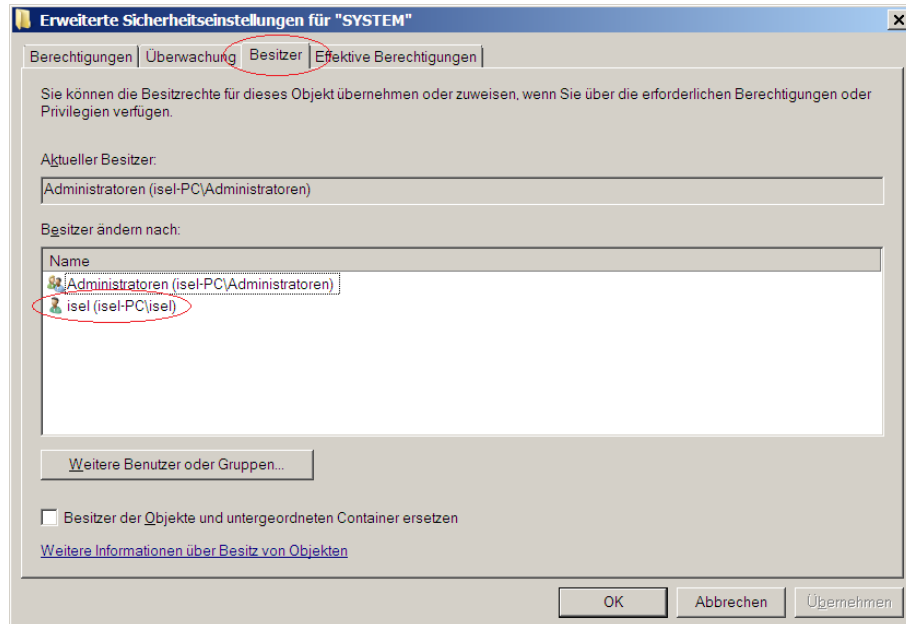 Erweiterte Sicherheitseinstellungen für "SYSTEM"
Berechtigungen Überwachung Besitzer Effektive Berechtigungen
Sie können die Besitzrechte für dieses Objekt übernehmen oder zuweisen, wenn Sie über die erforderlichen Berechtigungen oder
Privilegien verfügen.
Aktueller Besitzer:
Administratoren (isel-PC\Administratoren)
Besitzer ändern nach:
Name
Administratoren (isel-PC\Administratoren)
isel (isel-PC\isel)
Weitere Benutzer oder Gruppen...
Besitzer der Objekte und untergeordneten Container ersetzen
Weitere Informationen über Besitz von Objekten
OK Abbrechen Übernehmen